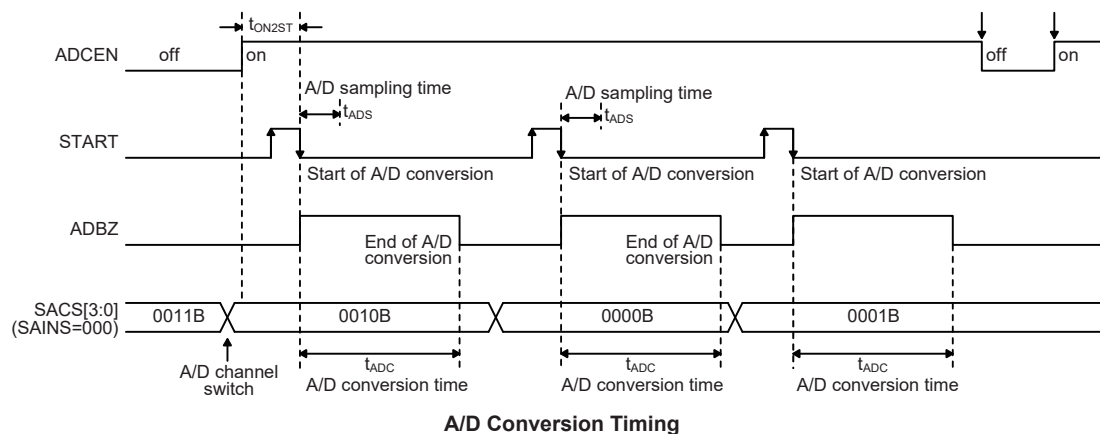 tON2ST
ADCEN
off
on
off
on
A/D sampling time
tADS
A/D sampling time
tADS
START
Start of A/D conversion
Start of A/D conversion
Start of A/D conversion
ADBZ
End of A/D
conversion
End of A/D
conversion
SACS[3:0]
(SAINS=000)
0011B
0010B
0000B
0001B
A/D channel
switch
tADC
A/D conversion time
tADC
A/D conversion time
tADC
A/D conversion time
A/D Conversion Timing